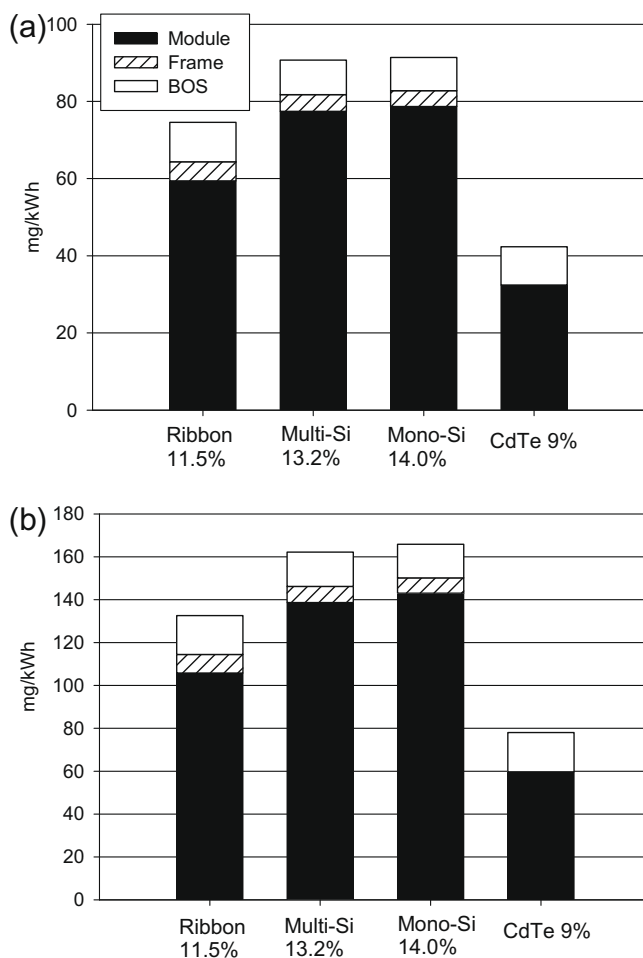 (a)
100
80
60
40
20
0
mg/kWh
Module
Frame
BOS
Ribbon
11.5%
Multi-Si
13.2%
Mono-Si
14.0%
CdTe 9%
(b)
180
160
140
120
100
80
60
40
20
0
mg/kWh
Ribbon
11.5%
Multi-Si
13.2%
Mono-Si
14.0%
CdTe 9%